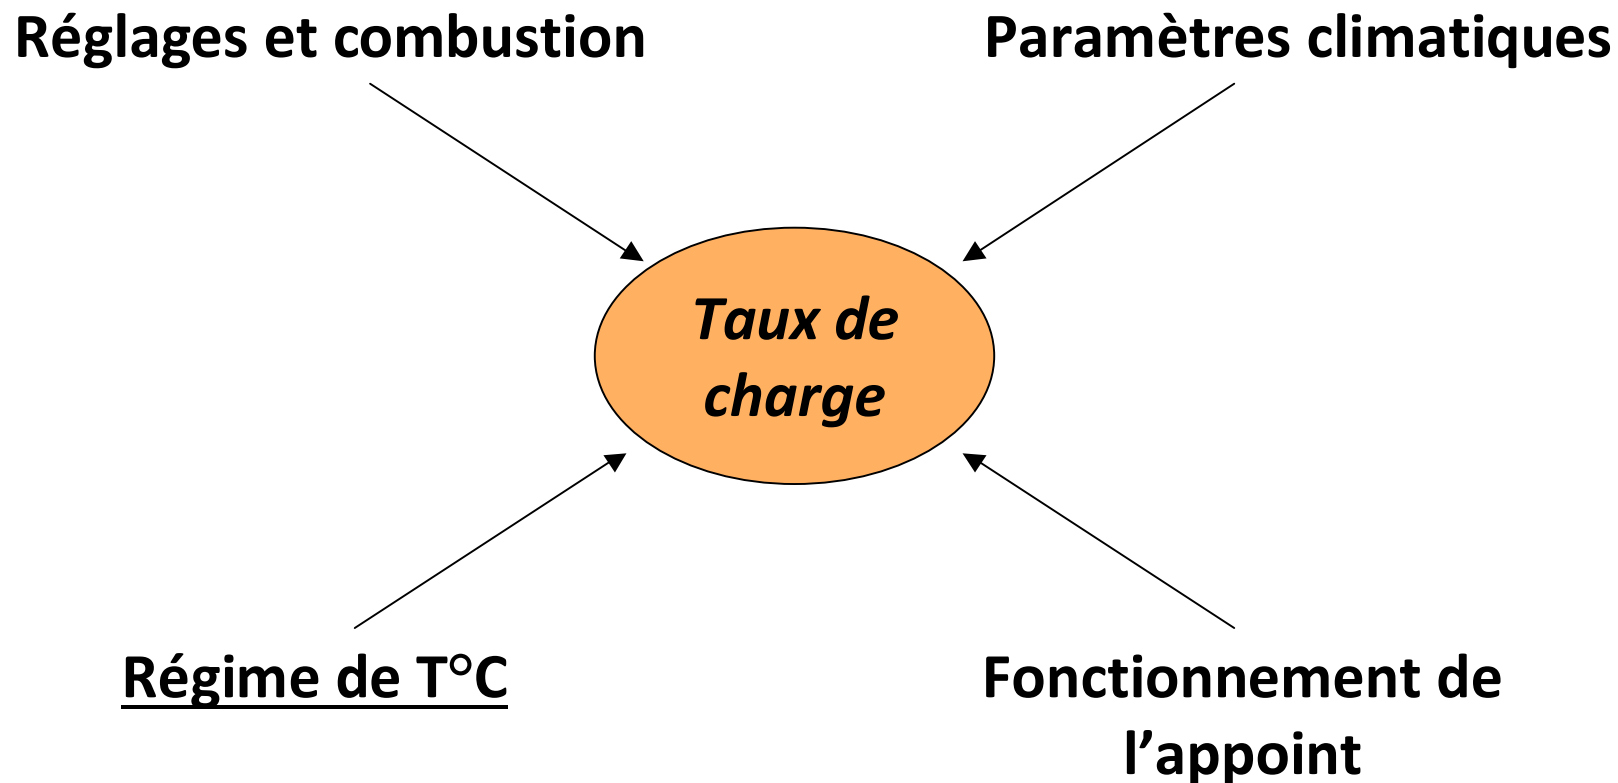 Réglages et combustion
Paramètres climatiques
Taux de
charge
Régime de T°C
Fonctionnement de
l’appoint